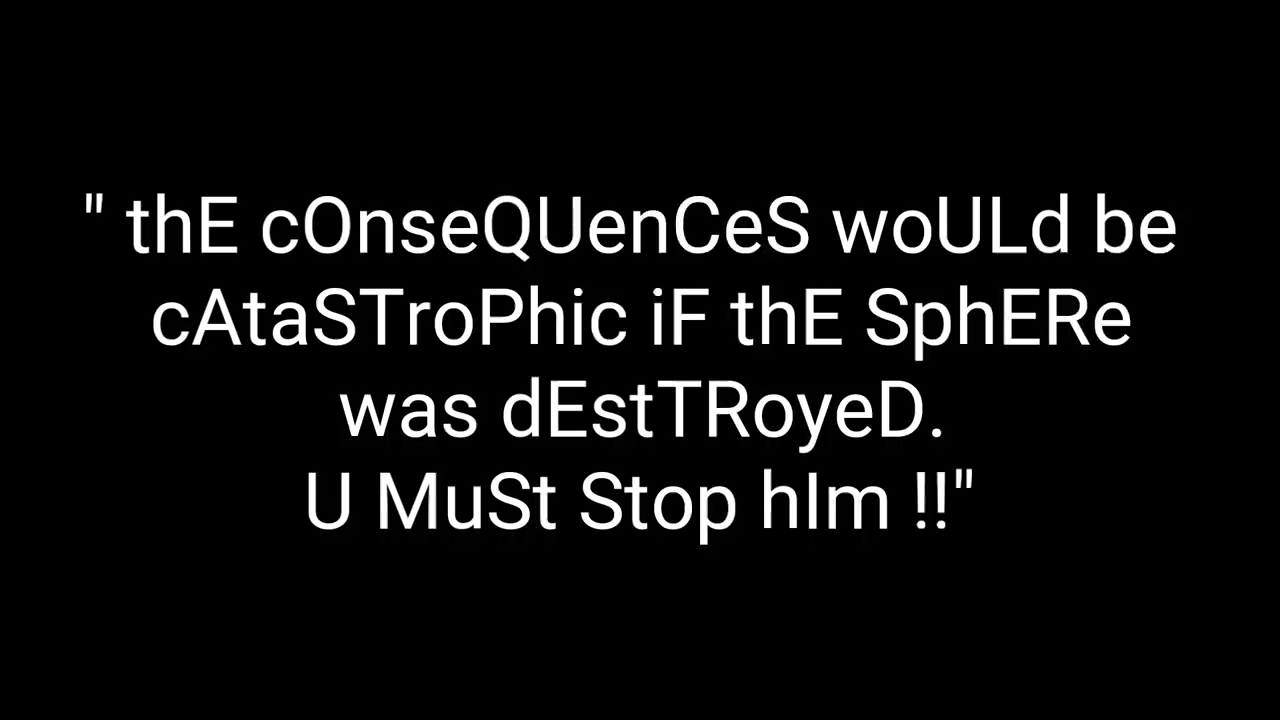 " thE cOnseQUenCeS woULd be
cAtaSTroPhic iF thE SphERe
was dEstTRoyeD.
U MuSt Stop hIm !!"